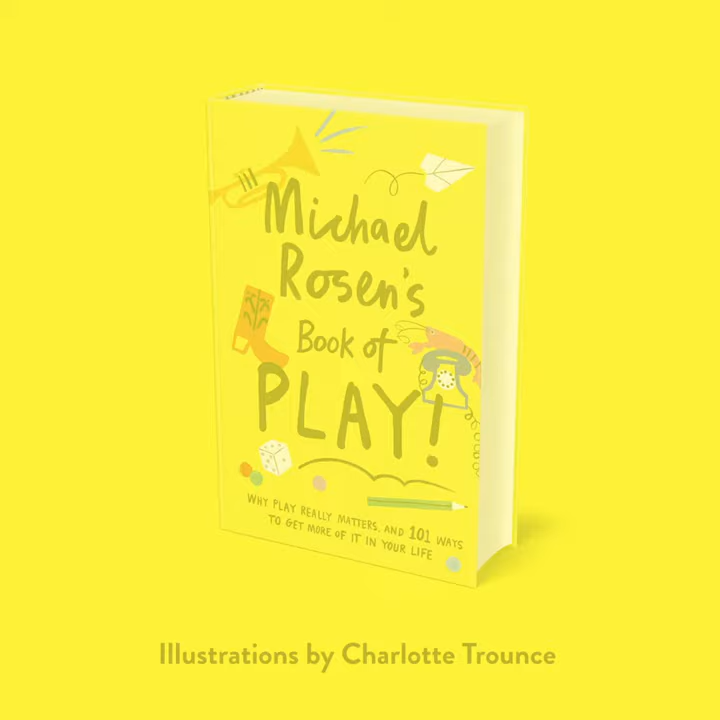 Michael
Rosen's
Book of
PLAY!
WHY PLAY REALLY MATTERS, AND 101 WAYS
TO GET MORE OF IT IN YOUR LIFE
Illustrations by Charlotte Trounce